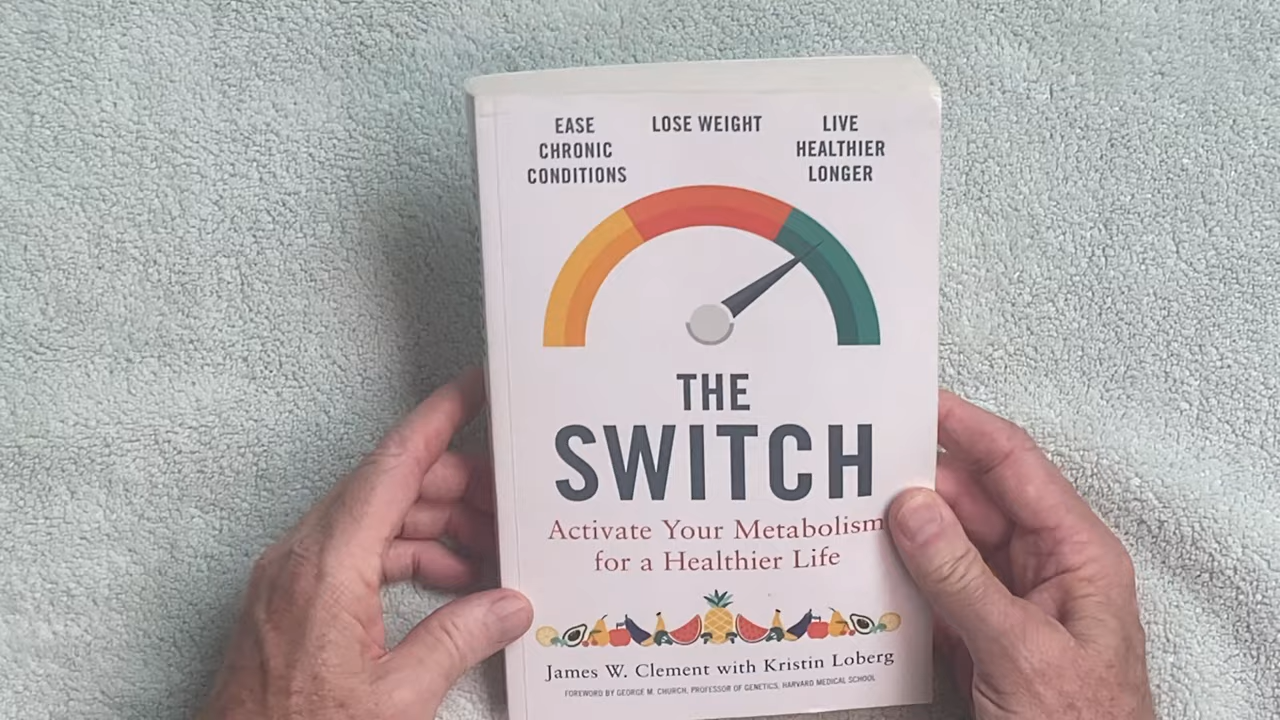 EASE
CHRONIC
CONDITIONS
LOSE WEIGHT
LIVE
HEALTHIER
LONGER
THE
SWITCH
Activate Your Metabolism
for a Healthier Life
James W. Clement with Kristin Loberg
FOREWORD BY GEORGE M. CHURCH, PROFESSOR OF GENETICS, HARVARD MEDICAL SCHOOL